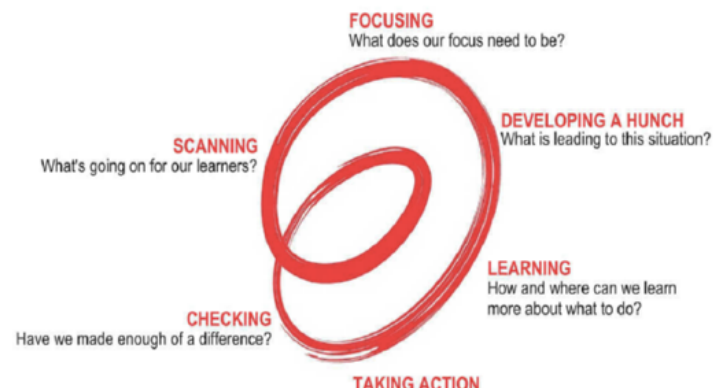 FOCUSING
What does our focus need to be?
DEVELOPING A HUNCH
What is leading to this situation?
SCANNING
What's going on for our learners?
LEARNING
How and where can we learn
more about what to do?
CHECKING
Have we made enough of a difference?
TAKING ACTION